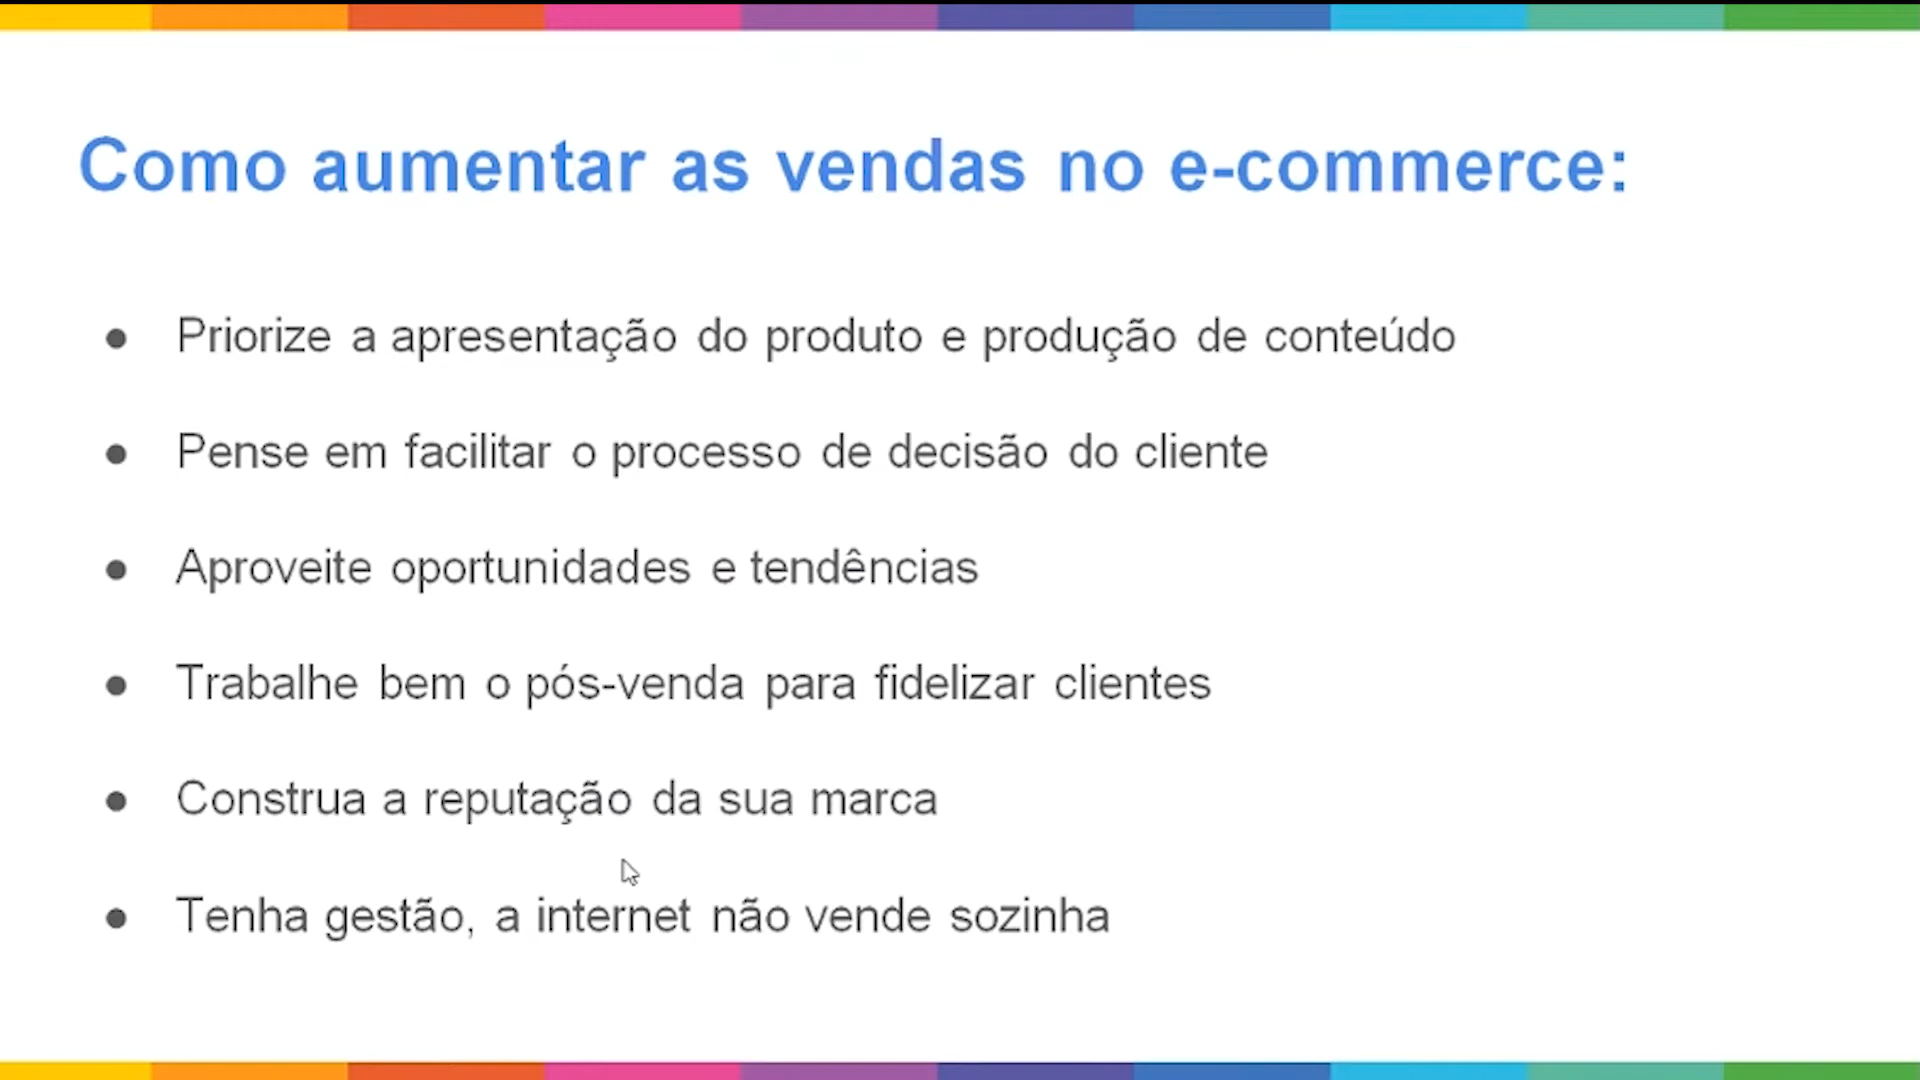 Como aumentar as vendas no e-commerce:
● Priorize a apresentação do produto e produção de conteúdo
● Pense em facilitar o processo de decisão do cliente
● Aproveite oportunidades e tendências
● Trabalhe bem o pós-venda para fidelizar clientes
● Construa a reputação da sua marca
● Tenha gestão, a internet não vende sozinha